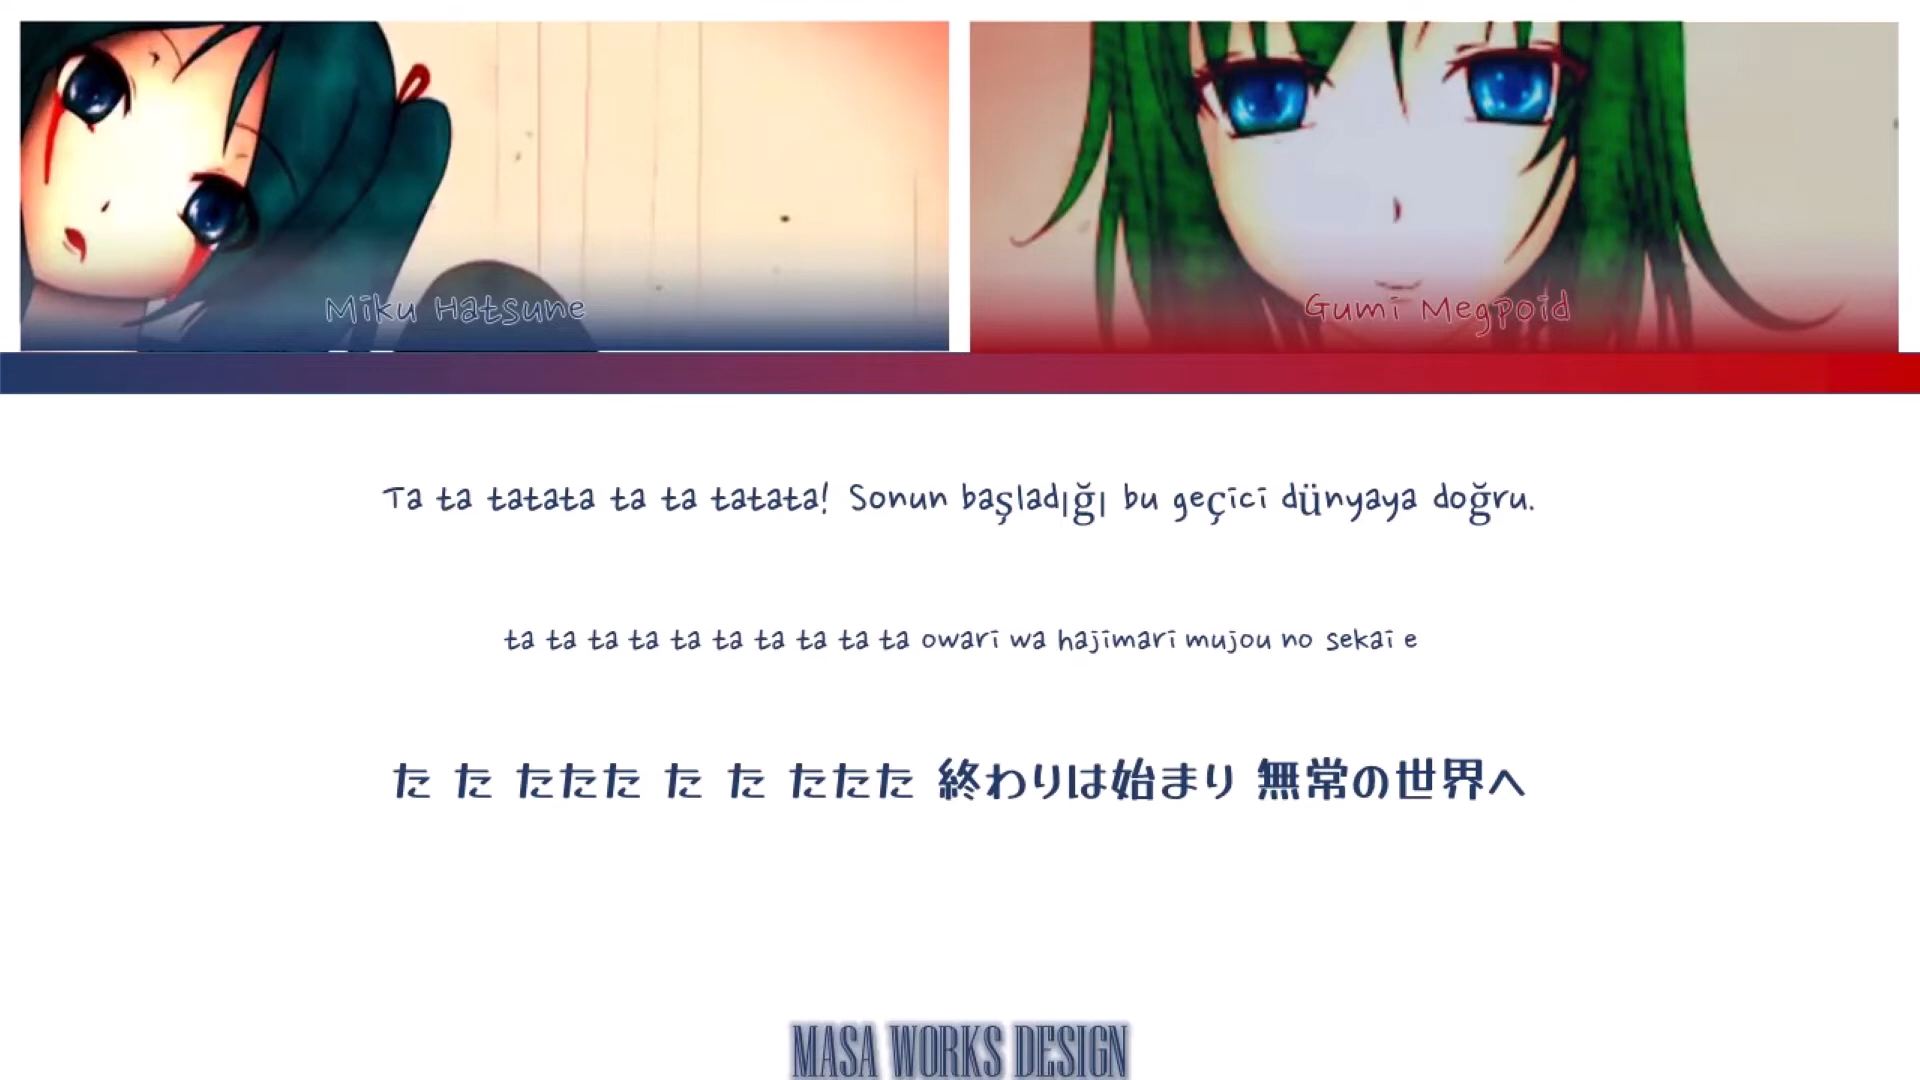 Miku Hatsune
Gumi Megpoid
Ta ta tatata ta ta tatata! Sonun başladığı bu geçici dünyaya doğru.
ta ta ta ta ta ta ta ta ta ta owari wa hajimari mujou no sekai e
た た たたた た た たたた 終わりは始まり 無常の世界へ
MASA WORKS DESIGN